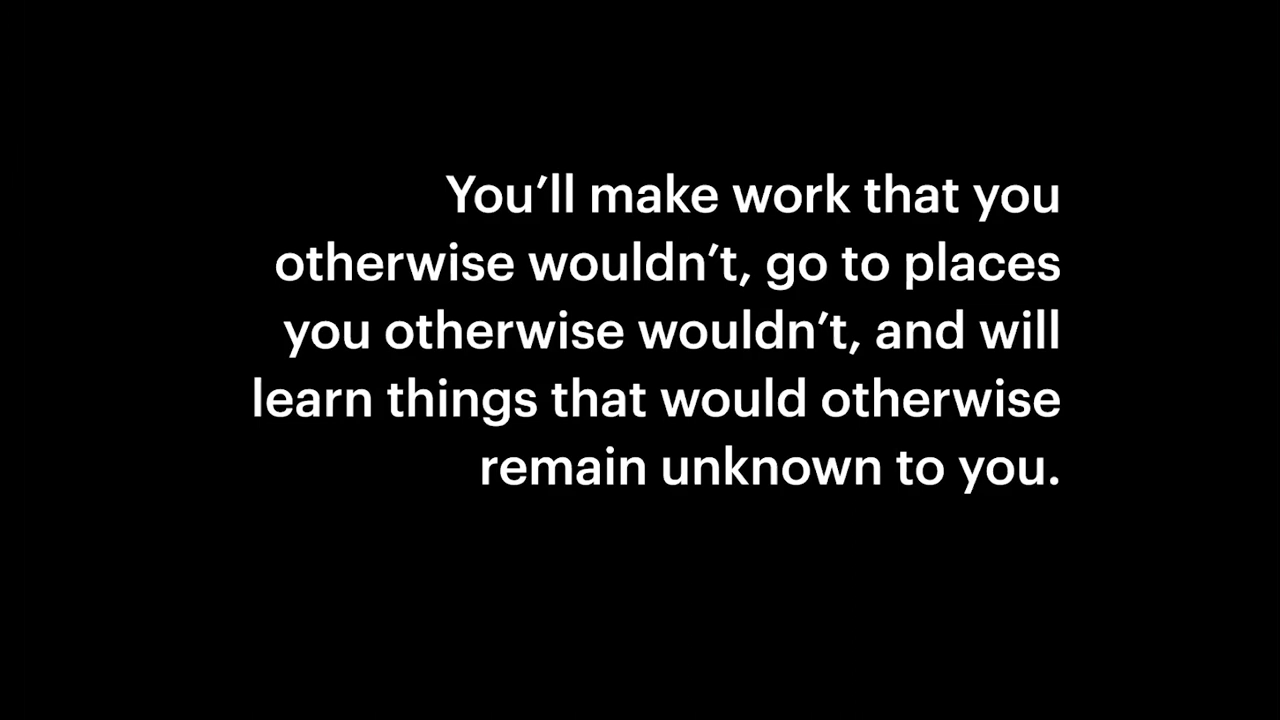 You’ll make work that you
otherwise wouldn’t, go to places
you otherwise wouldn’t, and will
learn things that would otherwise
remain unknown to you.